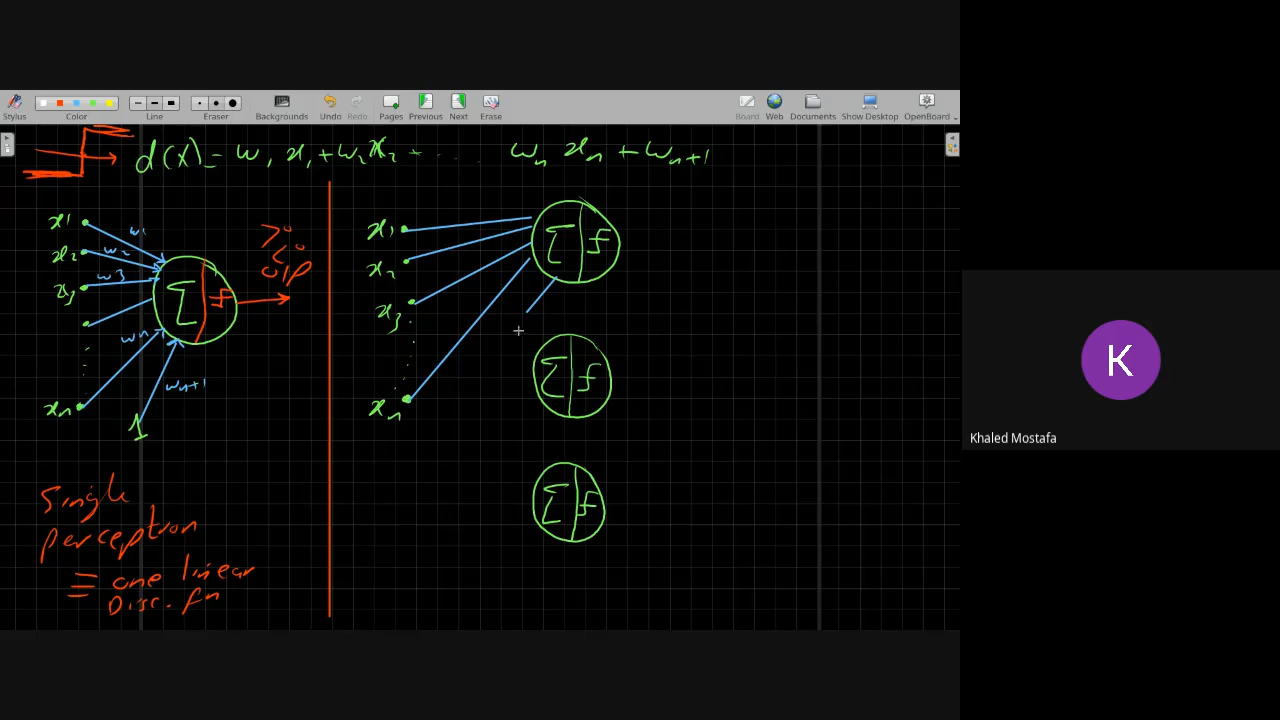 Stylus Color Line Eraser Backgrounds Undo Redo Pages Previous Next Erase Board Web Documents Show Desktop OpenBoard
d(x) = w1 x1 + w2 x2 + .... wn xn + wn+1
x1 w1
x2 w2
x3 w3
wn
xn wn+1
1
Σ f
>0
<0
o/p
Single
perceptron
≡ one linear
Disc. fn
x1
x2
x3
xn
Σ f
Σ f
Σ f
K
Khaled Mostafa